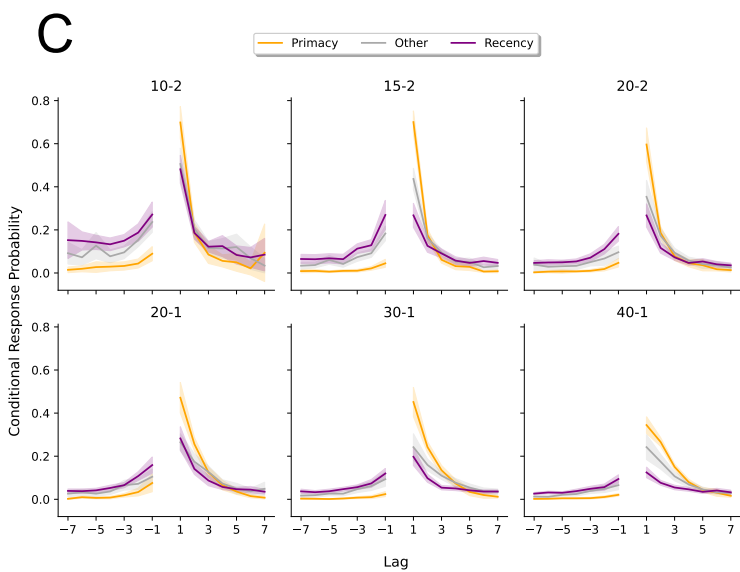 C
Primacy Other Recency
10-2 15-2 20-2
Conditional Response Probability
0.8
0.6
0.4
0.2
0.0
20-1 30-1 40-1
0.8
0.6
0.4
0.2
0.0
−7 −5 −3 −1 1 3 5 7 −7 −5 −3 −1 1 3 5 7 −7 −5 −3 −1 1 3 5 7
Lag